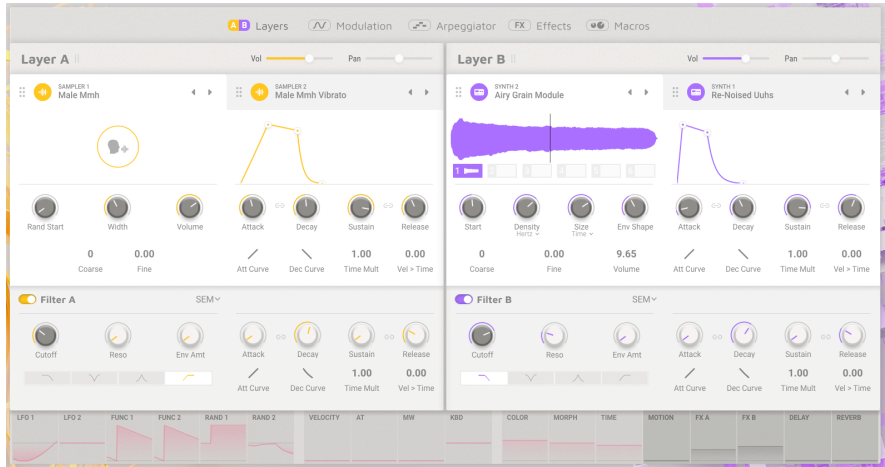 A B Layers Modulation Arpeggiator FX Effects Macros
Layer A Vol Pan
SAMPLER 1
Male Mmh
SAMPLER 2
Male Mmh Vibrato
Rand Start Width Volume Attack Decay Sustain Release
0 0.00 1.00 0.00
Coarse Fine Att Curve Dec Curve Time Mult Vel > Time
Filter A SEM
Cutoff Reso Env Amt Attack Decay Sustain Release
1.00 0.00
Att Curve Dec Curve Time Mult Vel > Time
Layer B Vol Pan
SYNTH 2
Airy Grain Module
SYNTH 1
Re-Noised Uuhs
1 2 3 4 5 6
Start Density Size Env Shape Attack Decay Sustain Release
Hertz Time
0 0.00 9.65 1.00 0.00
Coarse Fine Volume Att Curve Dec Curve Time Mult Vel > Time
Filter B SEM
Cutoff Reso Env Amt Attack Decay Sustain Release
1.00 0.00
Att Curve Dec Curve Time Mult Vel > Time
LFO 1 LFO 2 FUNC 1 FUNC 2 RAND 1 RAND 2 VELOCITY AT MW KBD COLOR MORPH TIME MOTION FX A FX B DELAY REVERB